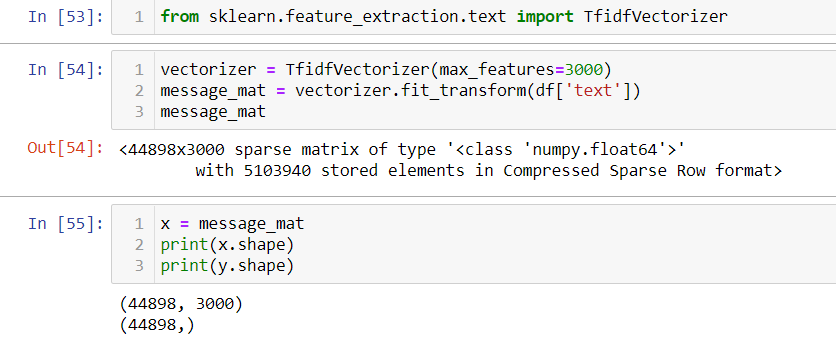 In [53]: 1 from sklearn.feature_extraction.text import TfidfVectorizer
In [54]: 1 vectorizer = TfidfVectorizer(max_features=3000)
2 message_mat = vectorizer.fit_transform(df['text'])
3 message_mat
Out[54]: <44898x3000 sparse matrix of type '<class 'numpy.float64'>'
with 5103940 stored elements in Compressed Sparse Row format>
In [55]: 1 x = message_mat
2 print(x.shape)
3 print(y.shape)
(44898, 3000)
(44898,)